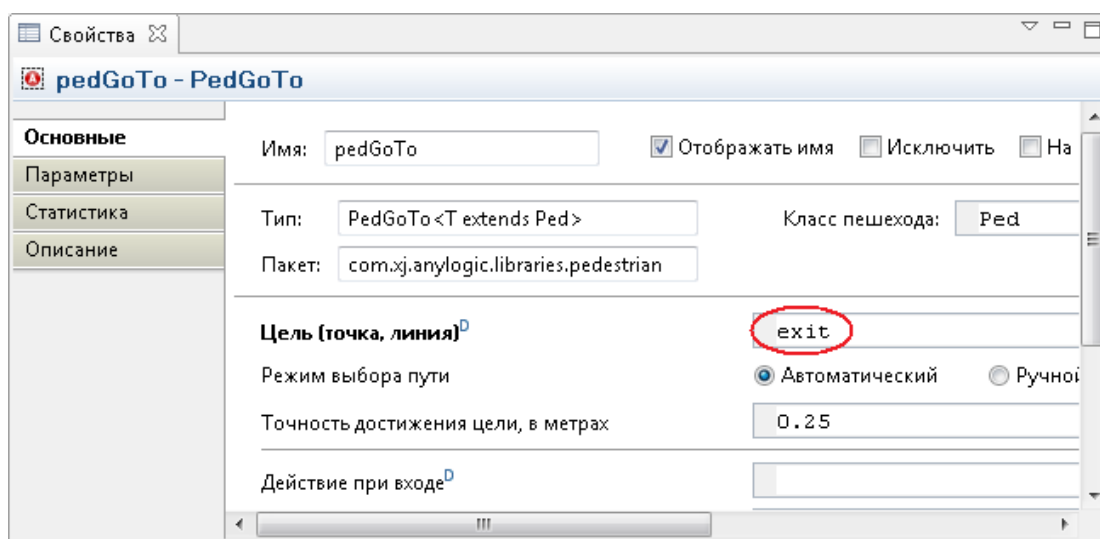 Свойства
pedGoTo - PedGoTo
Основные
Параметры
Статистика
Описание
Имя: pedGoTo Отображать имя Исключить На
Тип: PedGoTo<T extends Ped> Класс пешехода: Ped
Пакет: com.xj.anylogic.libraries.pedestrian
Цель (точка, линия)D exit
Режим выбора пути Автоматический Ручной
Точность достижения цели, в метрах 0.25
Действие при входеD